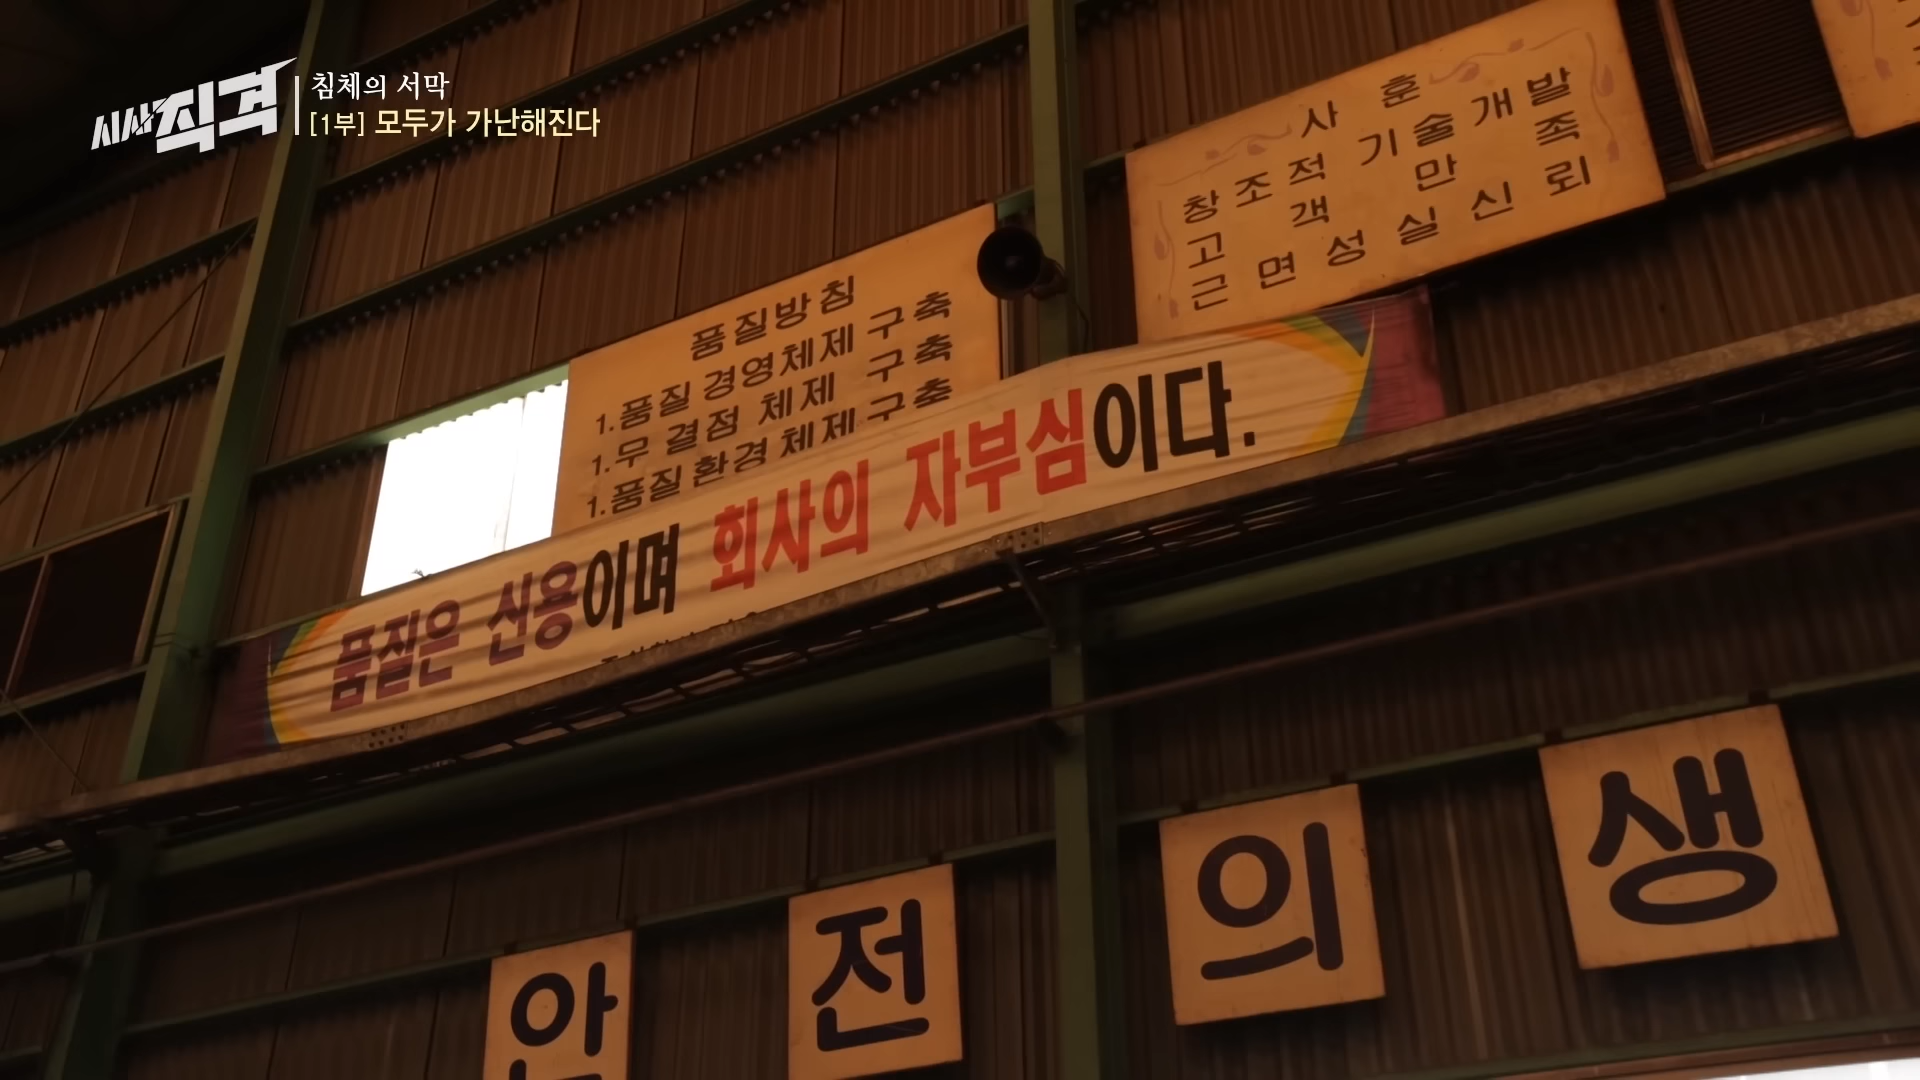 시사직격
침체의 서막
[1부] 모두가 가난해진다
사훈
창조적 기술개발
고객만족
근면성실신뢰
품질방침
1.품질경영체제구축
1.무결점체제 구축
1.품질환경체제구축
품질은 신용이며 회사의 자부심이다.
안전의생